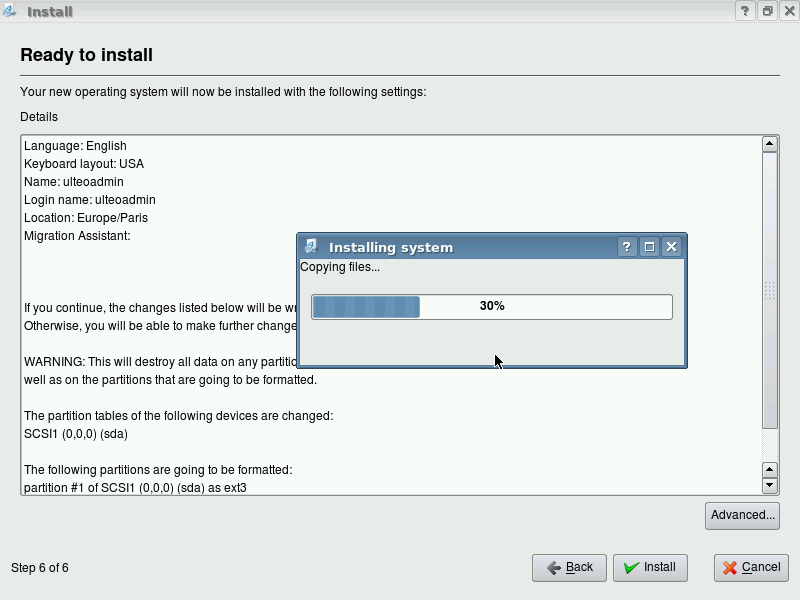 Install
Ready to install
Your new operating system will now be installed with the following settings:
Details
Language: English
Keyboard layout: USA
Name: ulteoadmin
Login name: ulteoadmin
Location: Europe/Paris
Migration Assistant:
If you continue, the changes listed below will be
Otherwise, you will be able to make further change
WARNING: This will destroy all data on any
well as on the partitions that are going to be formatted.
The partition tables of the following devices are changed:
SCSI1 (0,0,0) (sda)
The following partitions are going to be formatted:
partition #1 of SCSI1 (0,0,0) (sda) as ext3
Installing system
Copying files...
30%
Advanced...
Step 6 of 6
Back
Install
Cancel